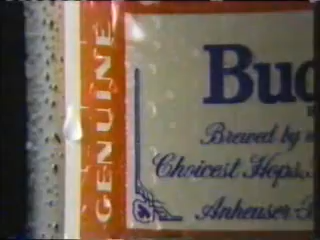 GENUINE
Bud
Brewed by
Choicest Hops,
Anheuser-